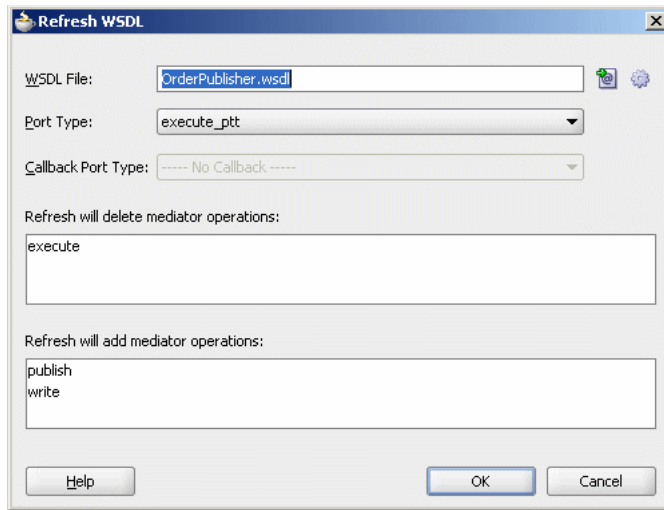 Refresh WSDL
WSDL File: OrderPublisher.wsdl
Port Type: execute_ptt
Callback Port Type: ----- No Callback -----
Refresh will delete mediator operations:
execute
Refresh will add mediator operations:
publish
write
Help OK Cancel